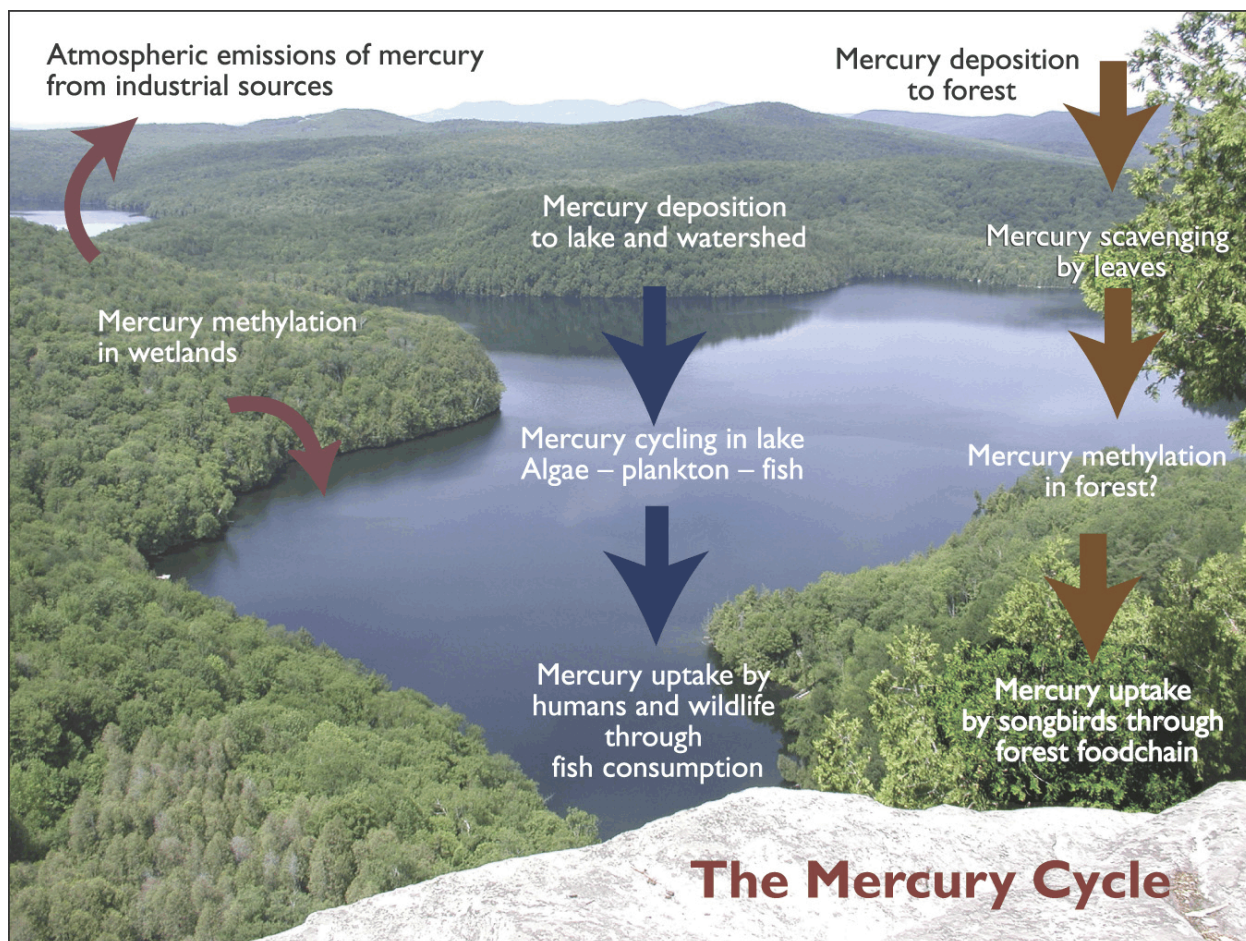 Atmospheric emissions of mercury
from industrial sources
Mercury deposition
to forest
Mercury deposition
to lake and watershed
Mercury scavenging
by leaves
Mercury methylation
in wetlands
Mercury cycling in lake
Algae – plankton – fish
Mercury methylation
in forest?
Mercury uptake by
humans and wildlife
through
fish consumption
Mercury uptake
by songbirds through
forest foodchain
The Mercury Cycle